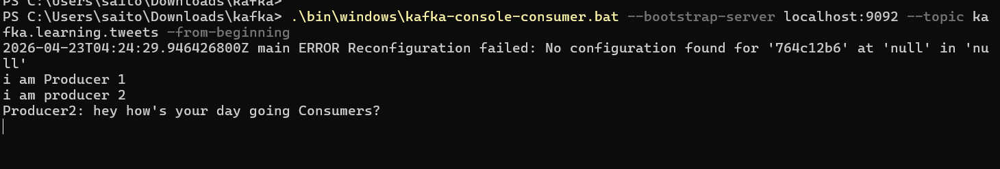 PS C:\Users\saito\Downloads\kafka>
PS C:\Users\saito\Downloads\kafka> .\bin\windows\kafka-console-consumer.bat --bootstrap-server localhost:9092 --topic ka
fka.learning.tweets -from-beginning
2026-04-23T04:24:29.946426800Z main ERROR Reconfiguration failed: No configuration found for '764c12b6' at 'null' in 'nu
ll'
i am Producer 1
i am producer 2
Producer2: hey how's your day going Consumers?